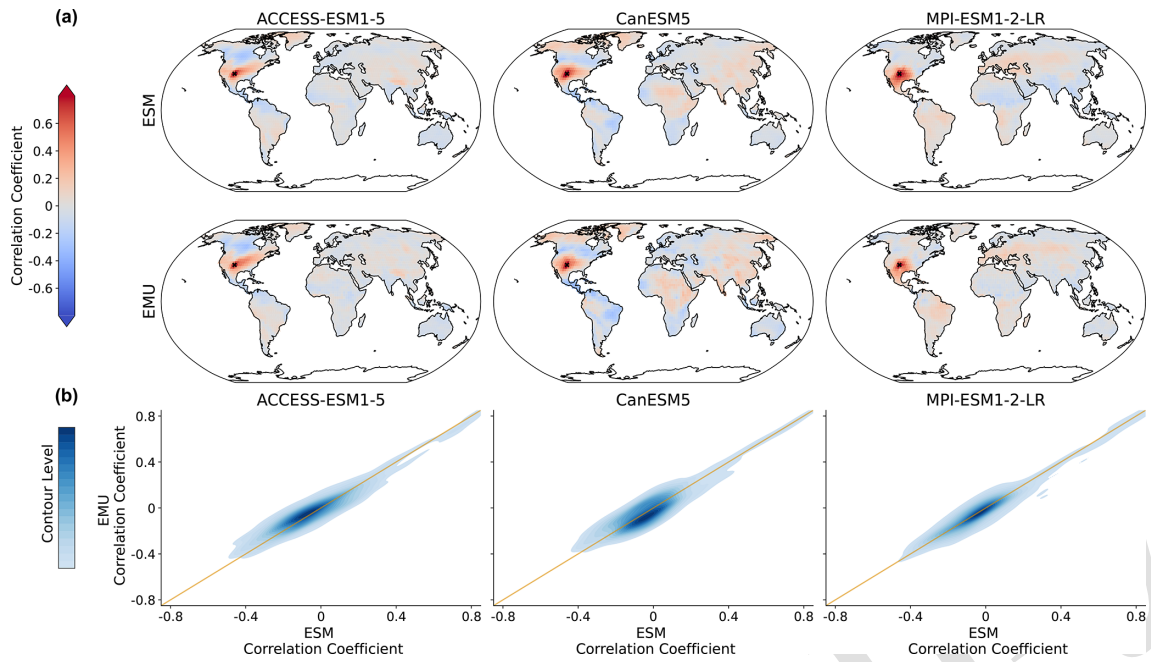 (a)
ACCESS-ESM1-5
CanESM5
MPI-ESM1-2-LR
ESM
Correlation Coefficient
0.6
0.4
0.2
0
-0.2
-0.4
-0.6
EMU
(b)
ACCESS-ESM1-5
CanESM5
MPI-ESM1-2-LR
Contour Level
EMU
Correlation Coefficient
0.8
0.4
0
-0.4
-0.8
-0.8 -0.4 0 0.4 0.8
-0.8 -0.4 0 0.4 0.8
-0.8 -0.4 0 0.4 0.8
ESM
Correlation Coefficient
ESM
Correlation Coefficient
ESM
Correlation Coefficient